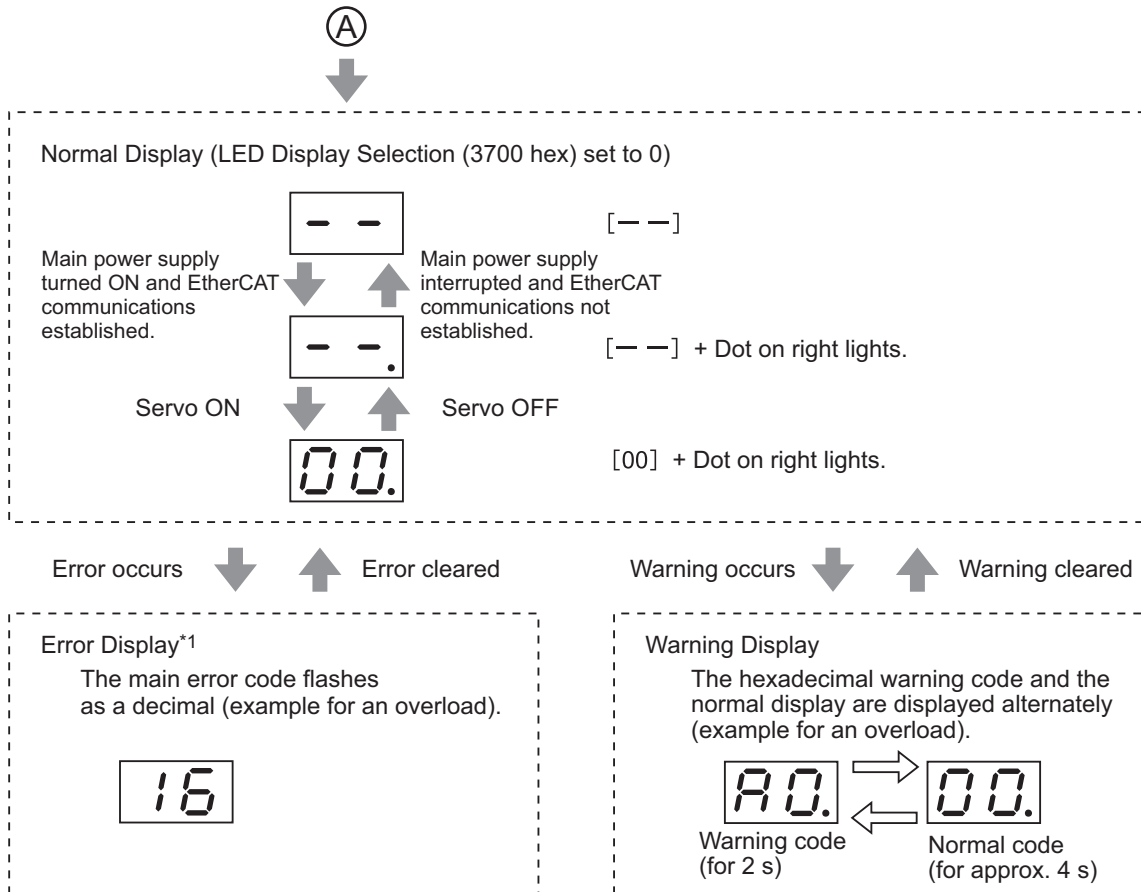 A
Normal Display (LED Display Selection (3700 hex) set to 0)
– –
[— —]
Main power supply
turned ON and EtherCAT
communications
established.
Main power supply
interrupted and EtherCAT
communications not
established.
– –.
[— —] + Dot on right lights.
Servo ON
Servo OFF
00.
[00] + Dot on right lights.
Error occurs
Error cleared
Warning occurs
Warning cleared
Error Display*1
The main error code flashes
as a decimal (example for an overload).
16
Warning Display
The hexadecimal warning code and the
normal display are displayed alternately
(example for an overload).
A0.
00.
Warning code
(for 2 s)
Normal code
(for approx. 4 s)